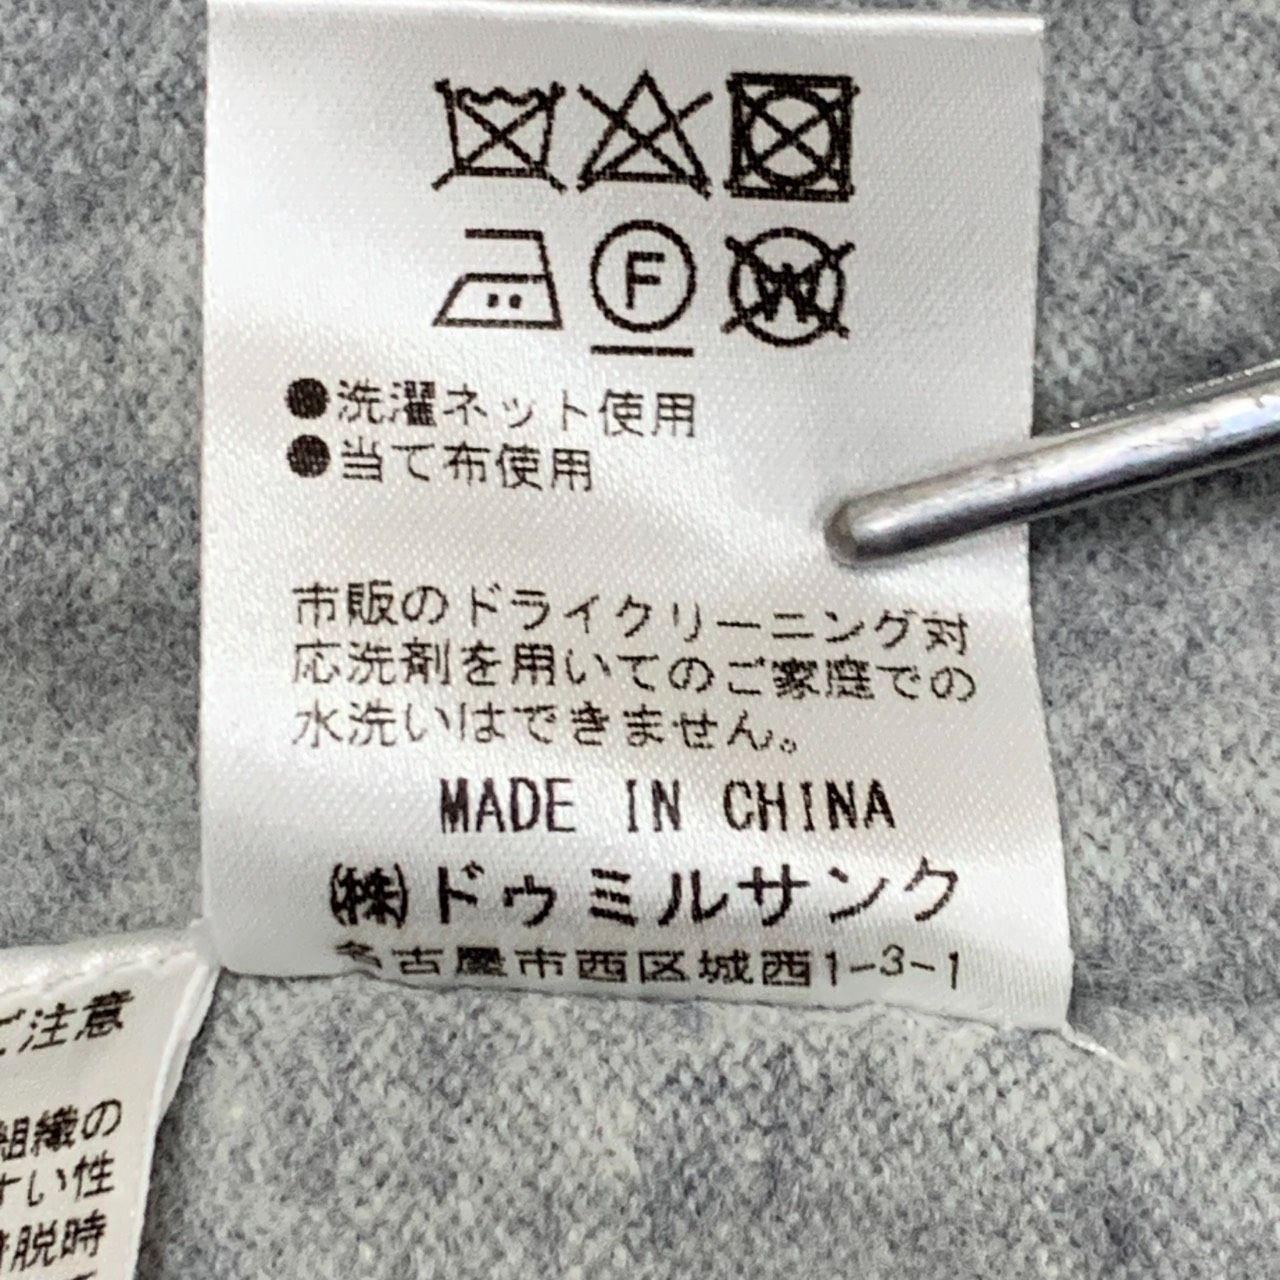 F
W
●洗濯ネット使用
●当て布使用
市販のドライクリーニング対
応洗剤を用いてのご家庭での
水洗いはできません。
MADE IN CHINA
㈱ドゥミルサンク
名古屋市西区城西1-3-1
ご注意
組織の
すい性
脱時